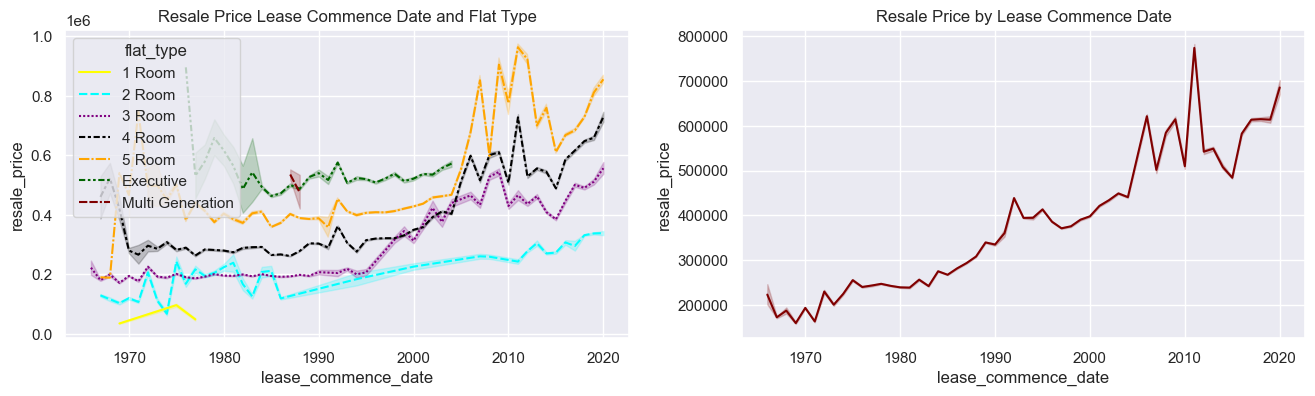 Resale Price Lease Commence Date and Flat Type
1e6
1.0
0.8
0.6
0.4
0.2
0.0
resale_price
flat_type
1 Room
2 Room
3 Room
4 Room
5 Room
Executive
Multi Generation
1970
1980
1990
2000
2010
2020
lease_commence_date
Resale Price by Lease Commence Date
800000
700000
600000
500000
400000
300000
200000
resale_price
1970
1980
1990
2000
2010
2020
lease_commence_date